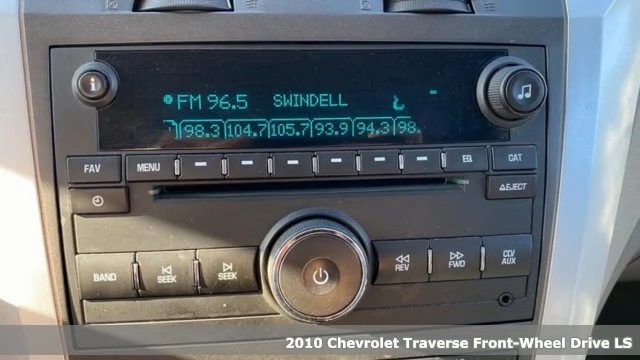 FM 96.5 SWINDELL
98.3 104.7 105.7 93.9 94.3 98.
FAV MENU EQ CAT
EJECT
BAND SEEK SEEK REV FWD CD/AUX
2010 Chevrolet Traverse Front-Wheel Drive LS